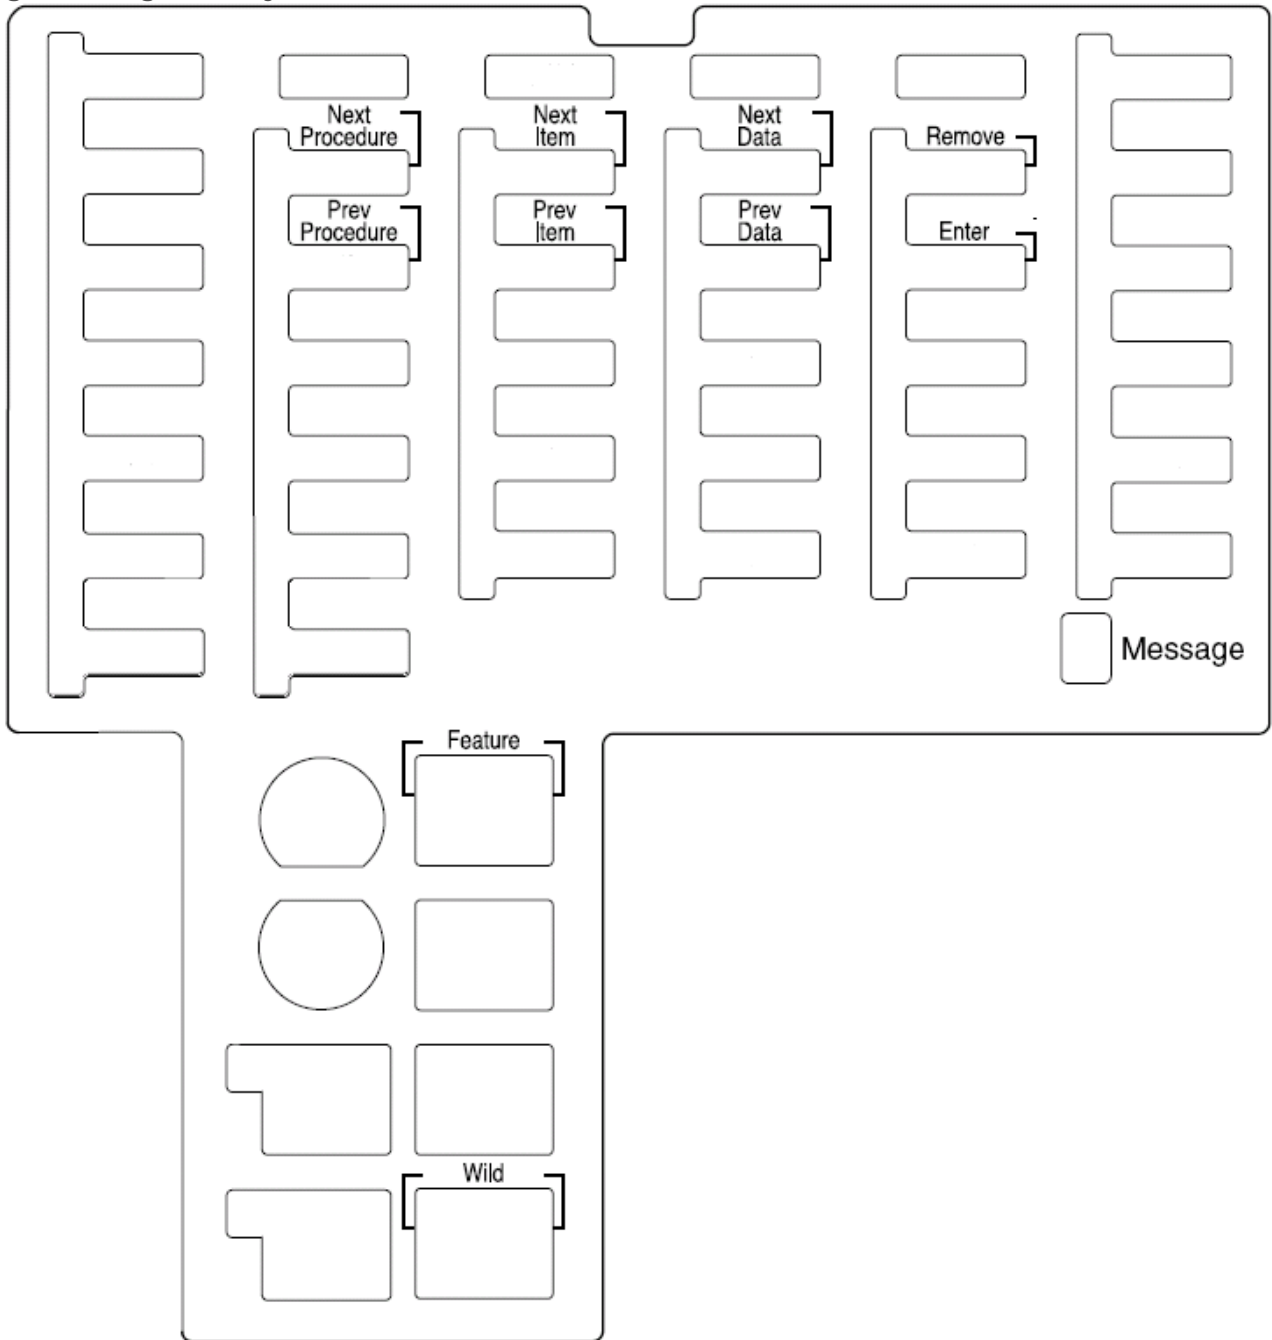 Next
Procedure
Next
Item
Next
Data
Remove
Prev
Procedure
Prev
Item
Prev
Data
Enter
Message
Feature
Wild